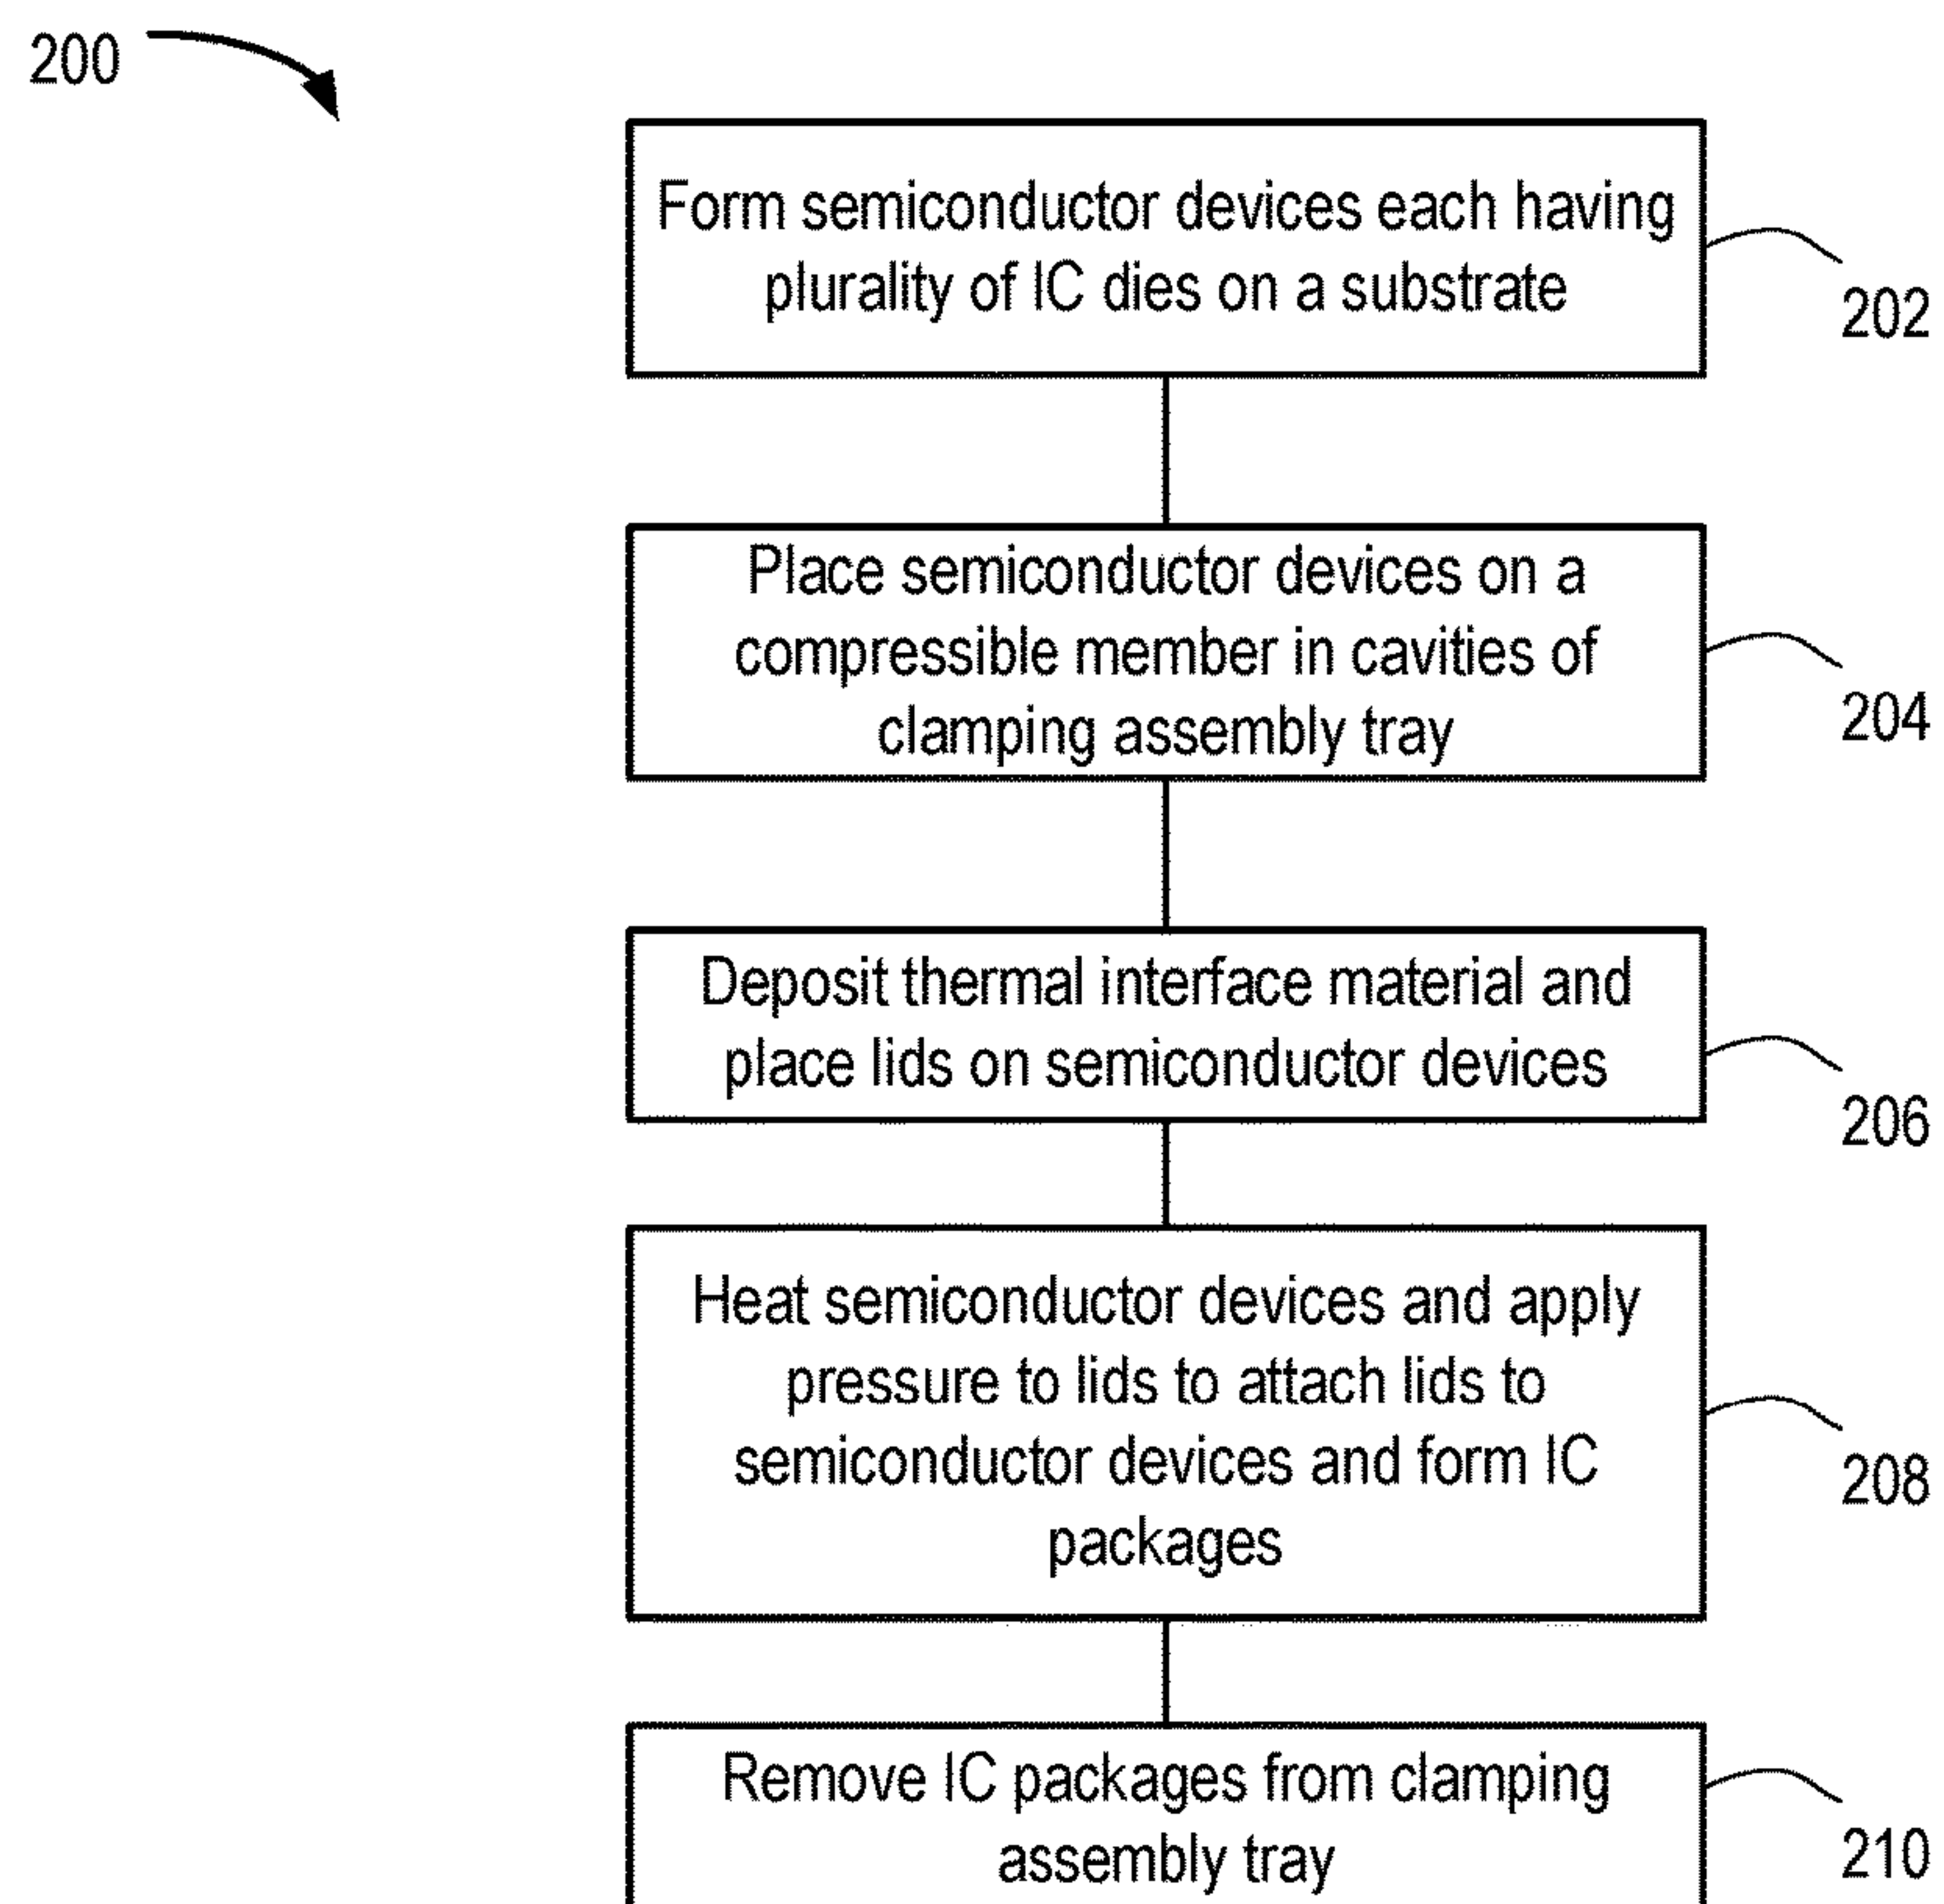 200
Form semiconductor devices each having
plurality of IC dies on a substrate
202
Place semiconductor devices on a
compressible member in cavities of
clamping assembly tray
204
Deposit thermal interface material and
place lids on semiconductor devices
206
Heat semiconductor devices and apply
pressure to lids to attach lids to
semiconductor devices and form IC
packages
208
Remove IC packages from clamping
assembly tray
210